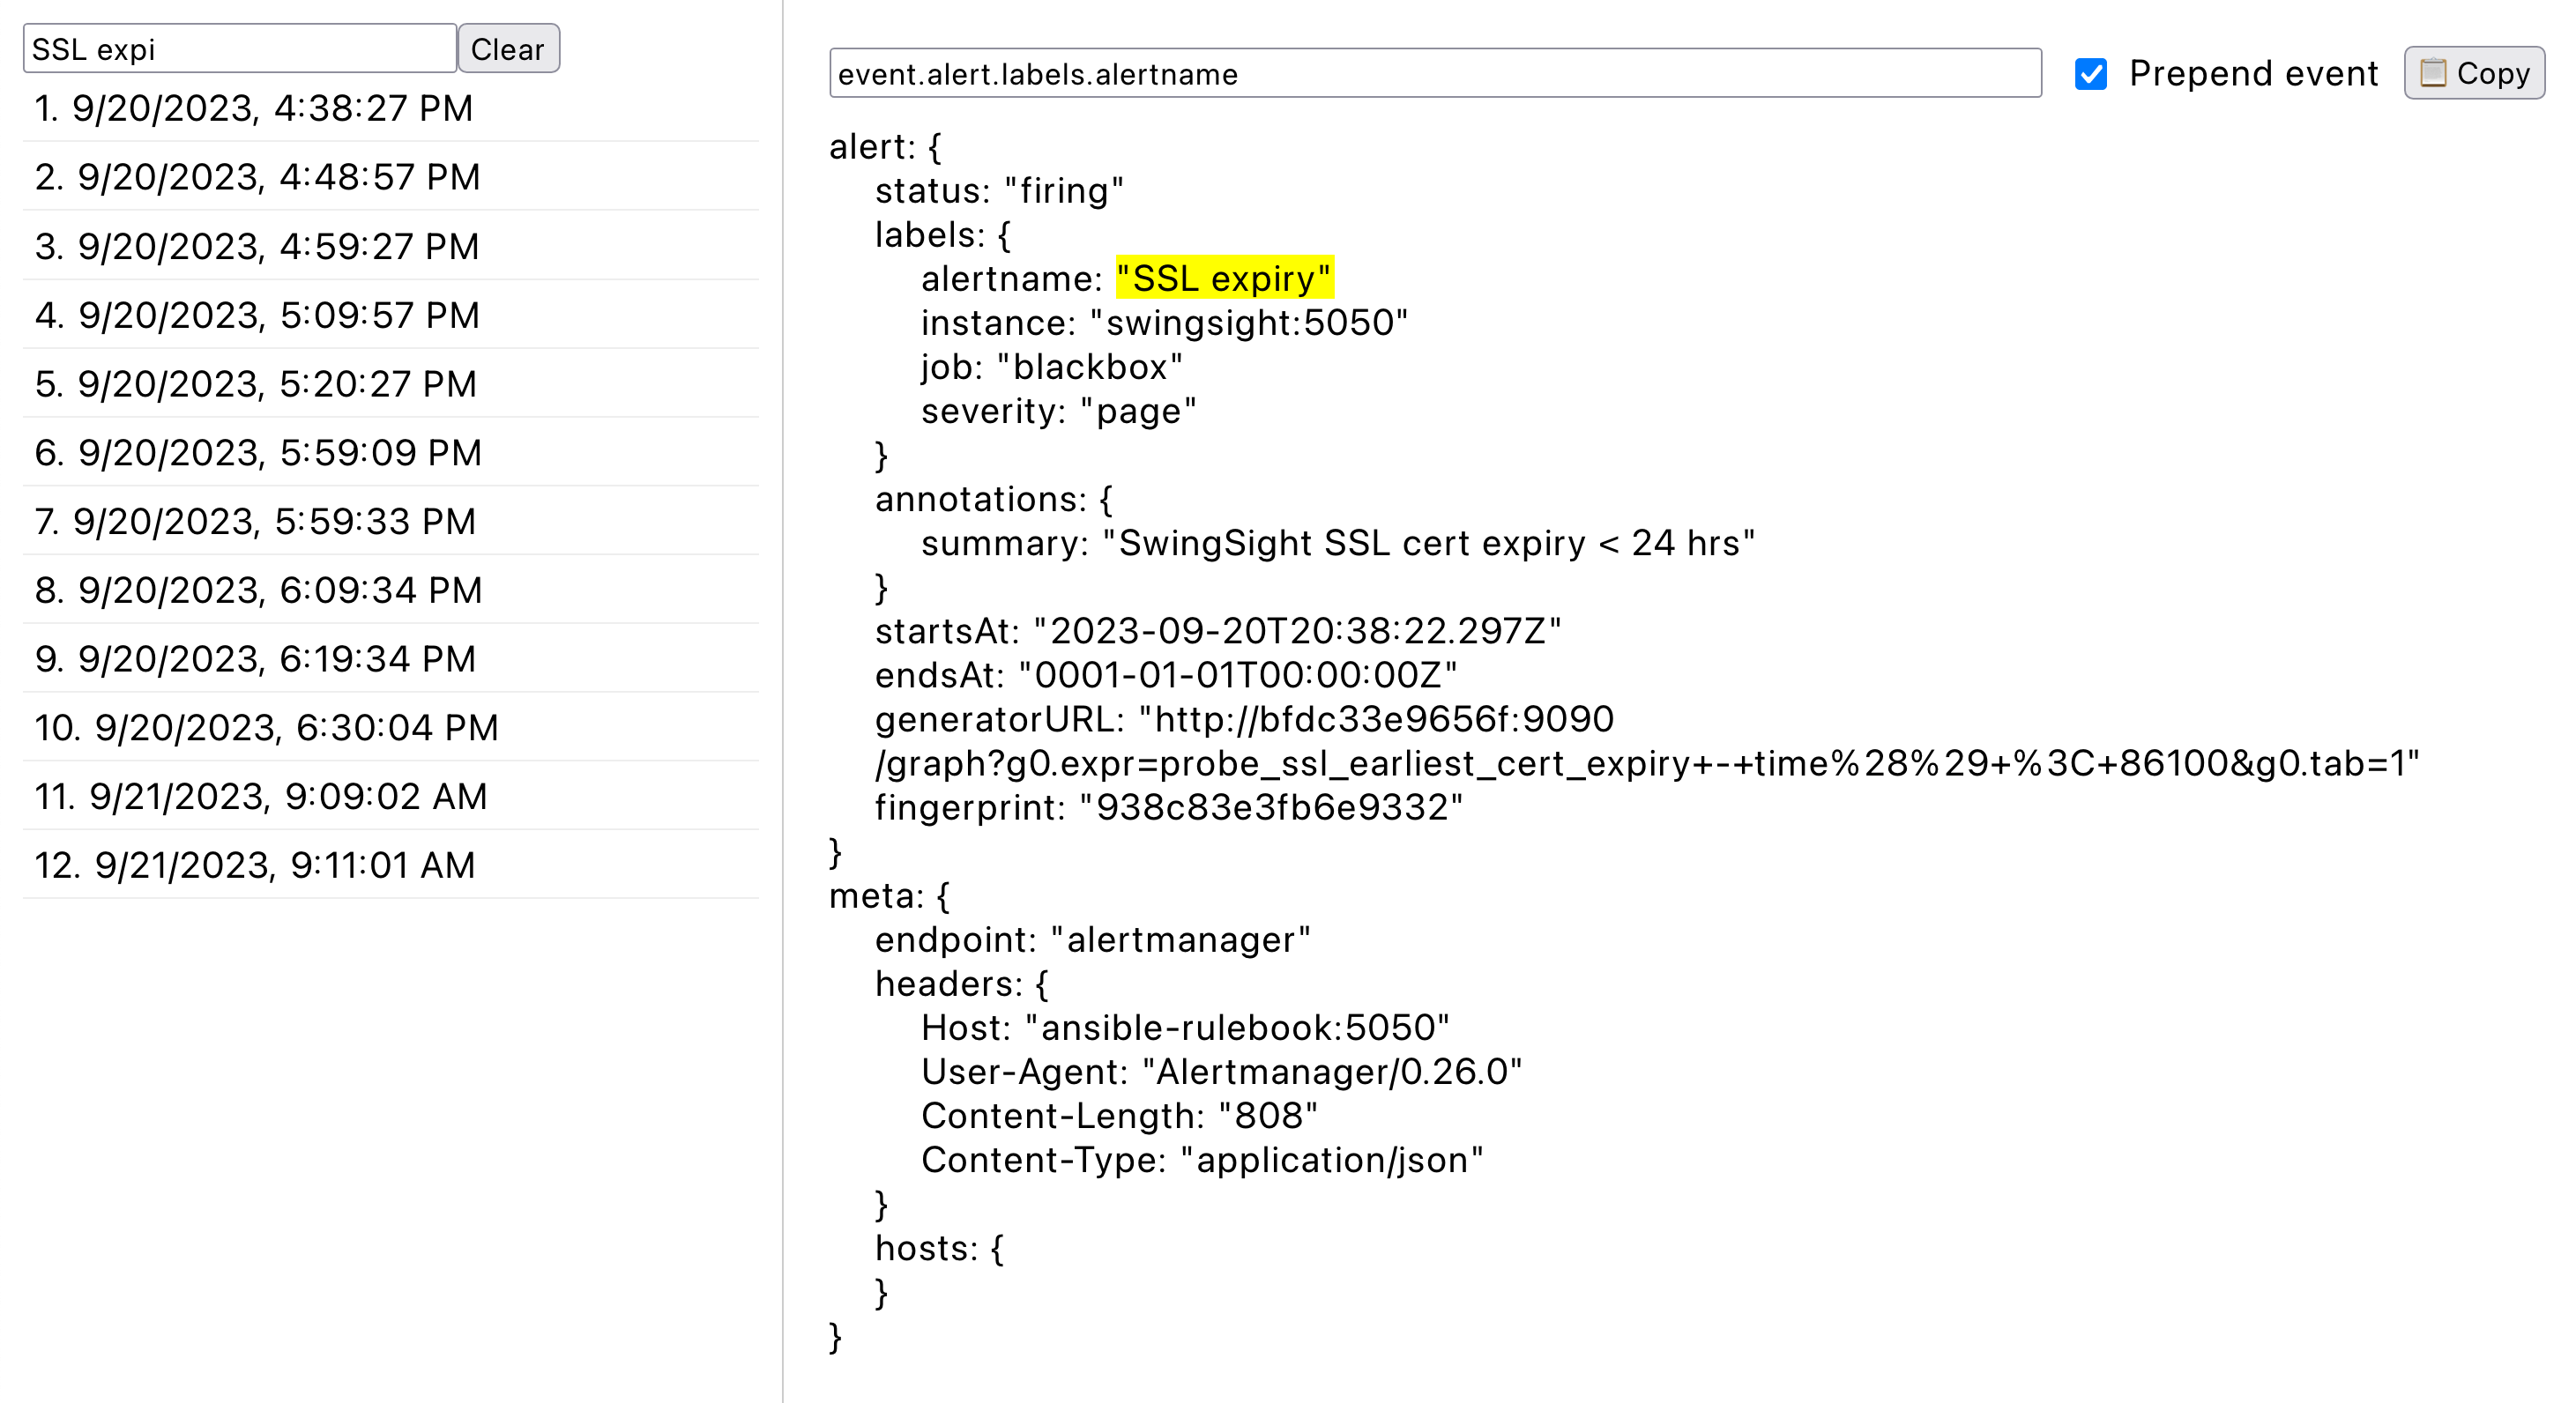 SSL expi
Clear
1. 9/20/2023, 4:38:27 PM
2. 9/20/2023, 4:48:57 PM
3. 9/20/2023, 4:59:27 PM
4. 9/20/2023, 5:09:57 PM
5. 9/20/2023, 5:20:27 PM
6. 9/20/2023, 5:59:09 PM
7. 9/20/2023, 5:59:33 PM
8. 9/20/2023, 6:09:34 PM
9. 9/20/2023, 6:19:34 PM
10. 9/20/2023, 6:30:04 PM
11. 9/21/2023, 9:09:02 AM
12. 9/21/2023, 9:11:01 AM
event.alert.labels.alertname
Prepend event
Copy
alert: {
status: "firing"
labels: {
alertname: "SSL expiry"
instance: "swingsight:5050"
job: "blackbox"
severity: "page"
}
annotations: {
summary: "SwingSight SSL cert expiry < 24 hrs"
}
startsAt: "2023-09-20T20:38:22.297Z"
endsAt: "0001-01-01T00:00:00Z"
generatorURL: "http://bfdc33e9656f:9090
/graph?g0.expr=probe_ssl_earliest_cert_expiry+-+time%28%29+%3C+86100&g0.tab=1"
fingerprint: "938c83e3fb6e9332"
}
meta: {
endpoint: "alertmanager"
headers: {
Host: "ansible-rulebook:5050"
User-Agent: "Alertmanager/0.26.0"
Content-Length: "808"
Content-Type: "application/json"
}
hosts: {
}
}